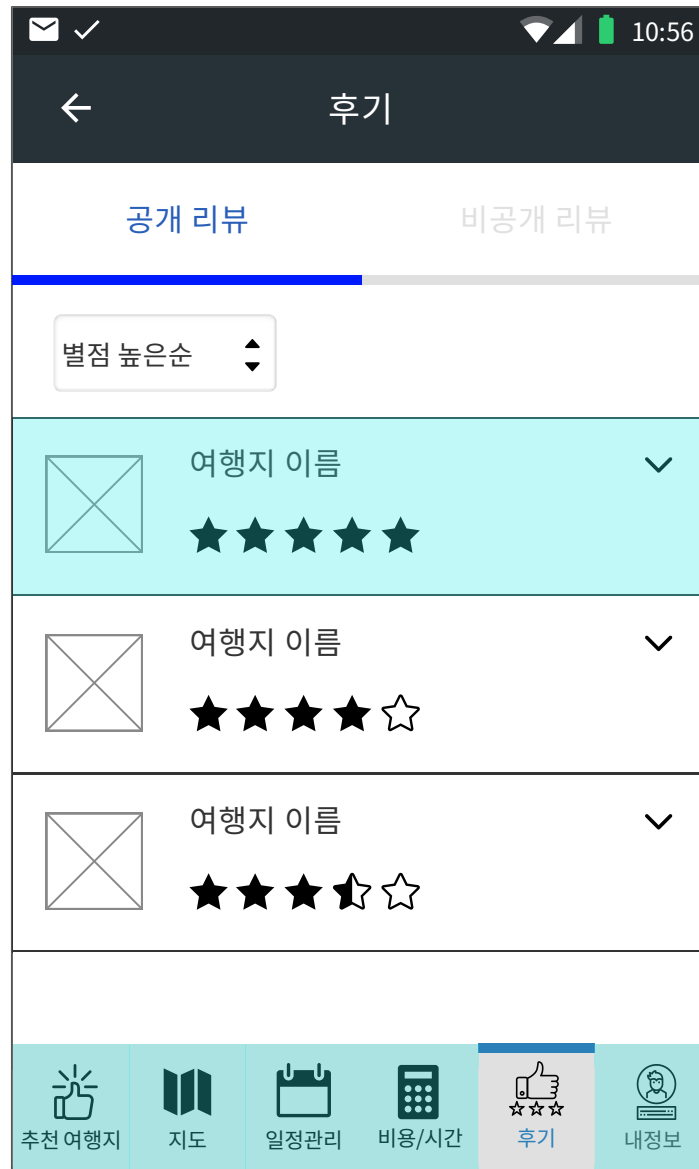 10:56
후기
공개 리뷰
비공개 리뷰
별점 높은순
여행지 이름
여행지 이름
여행지 이름
추천 여행지
지도
일정관리
비용/시간
후기
내정보